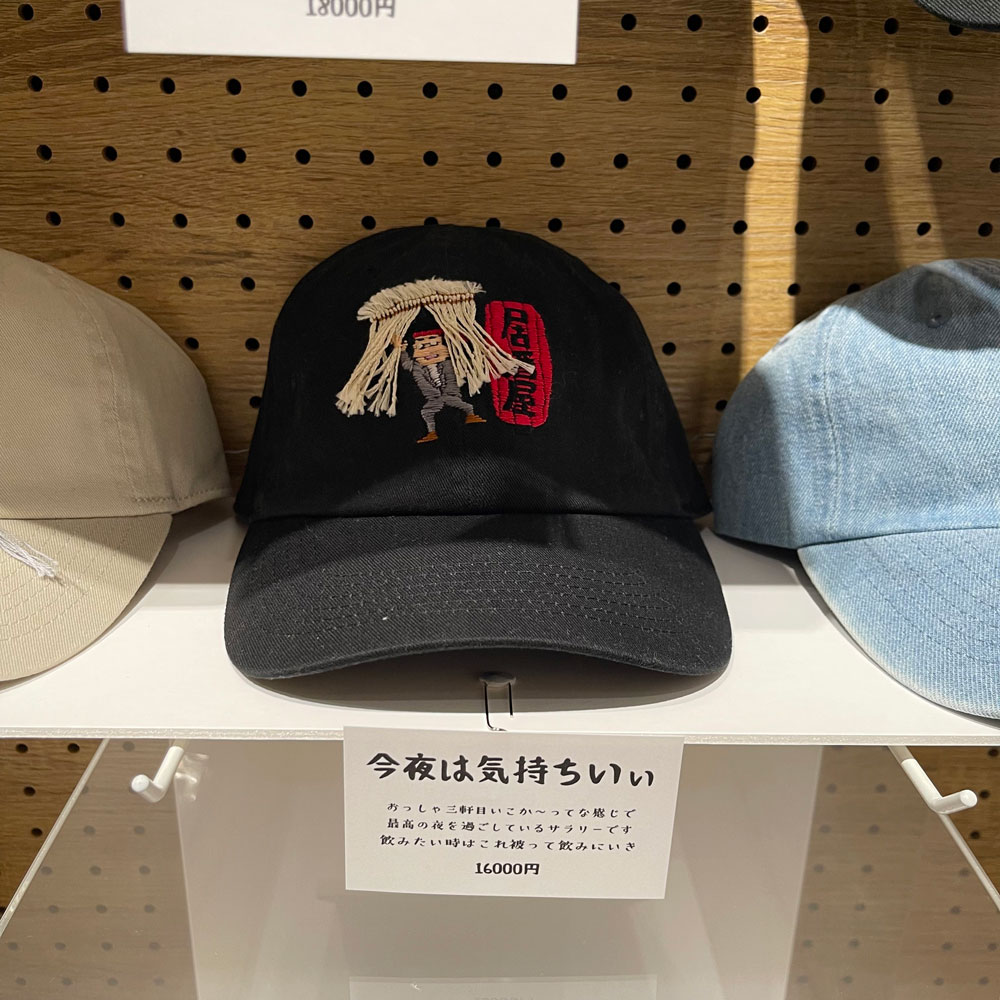 18000円
居酒屋
今夜は気持ちいぃ
おっしゃ三軒目いこか〜ってな感じで
最高の夜を過ごしているサラリーです
飲みたい時はこれ被って飲みにいき
16000円